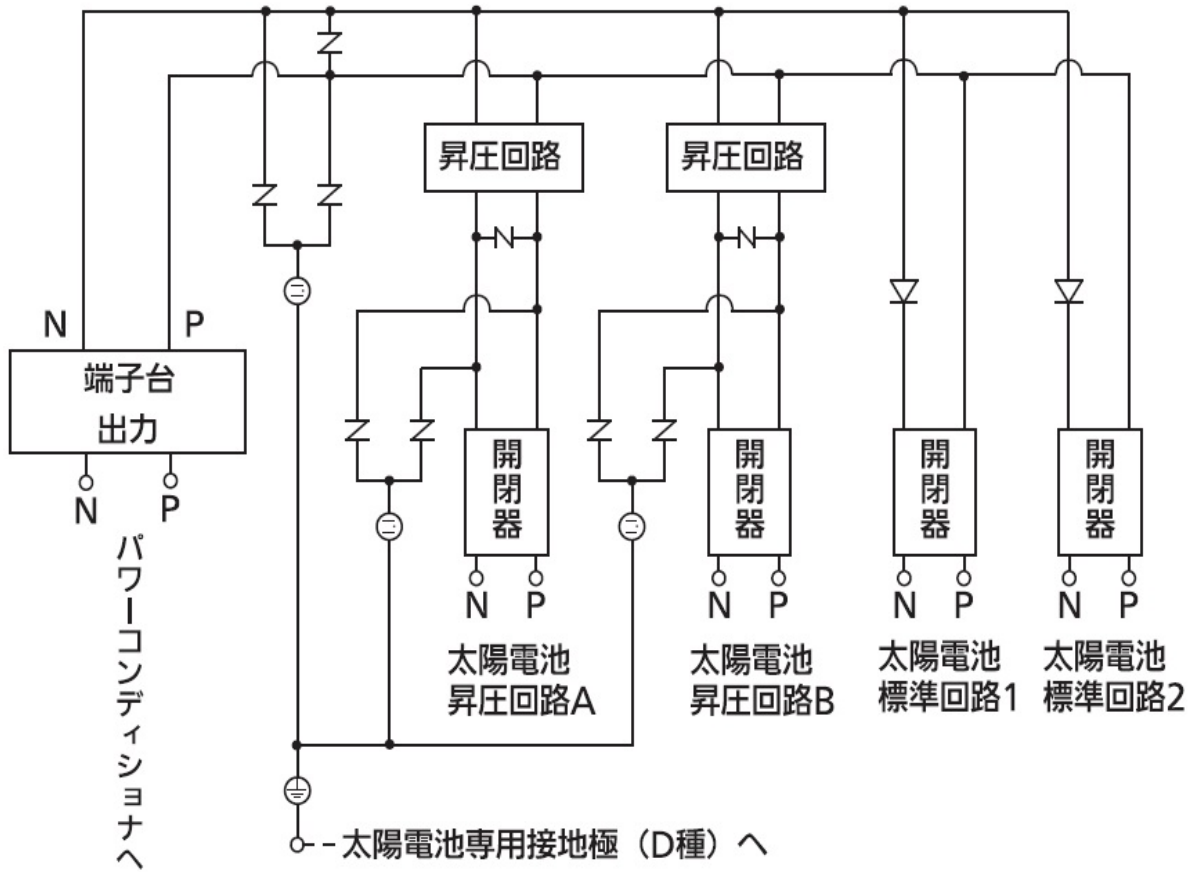 昇圧回路
昇圧回路
N
P
端子台
出力
N
P
パワーコンディショナへ
開閉器
開閉器
開閉器
開閉器
N
P
N
P
N
P
N
P
太陽電池
昇圧回路A
太陽電池
昇圧回路B
太陽電池
標準回路1
太陽電池
標準回路2
太陽電池専用接地極（D種）へ